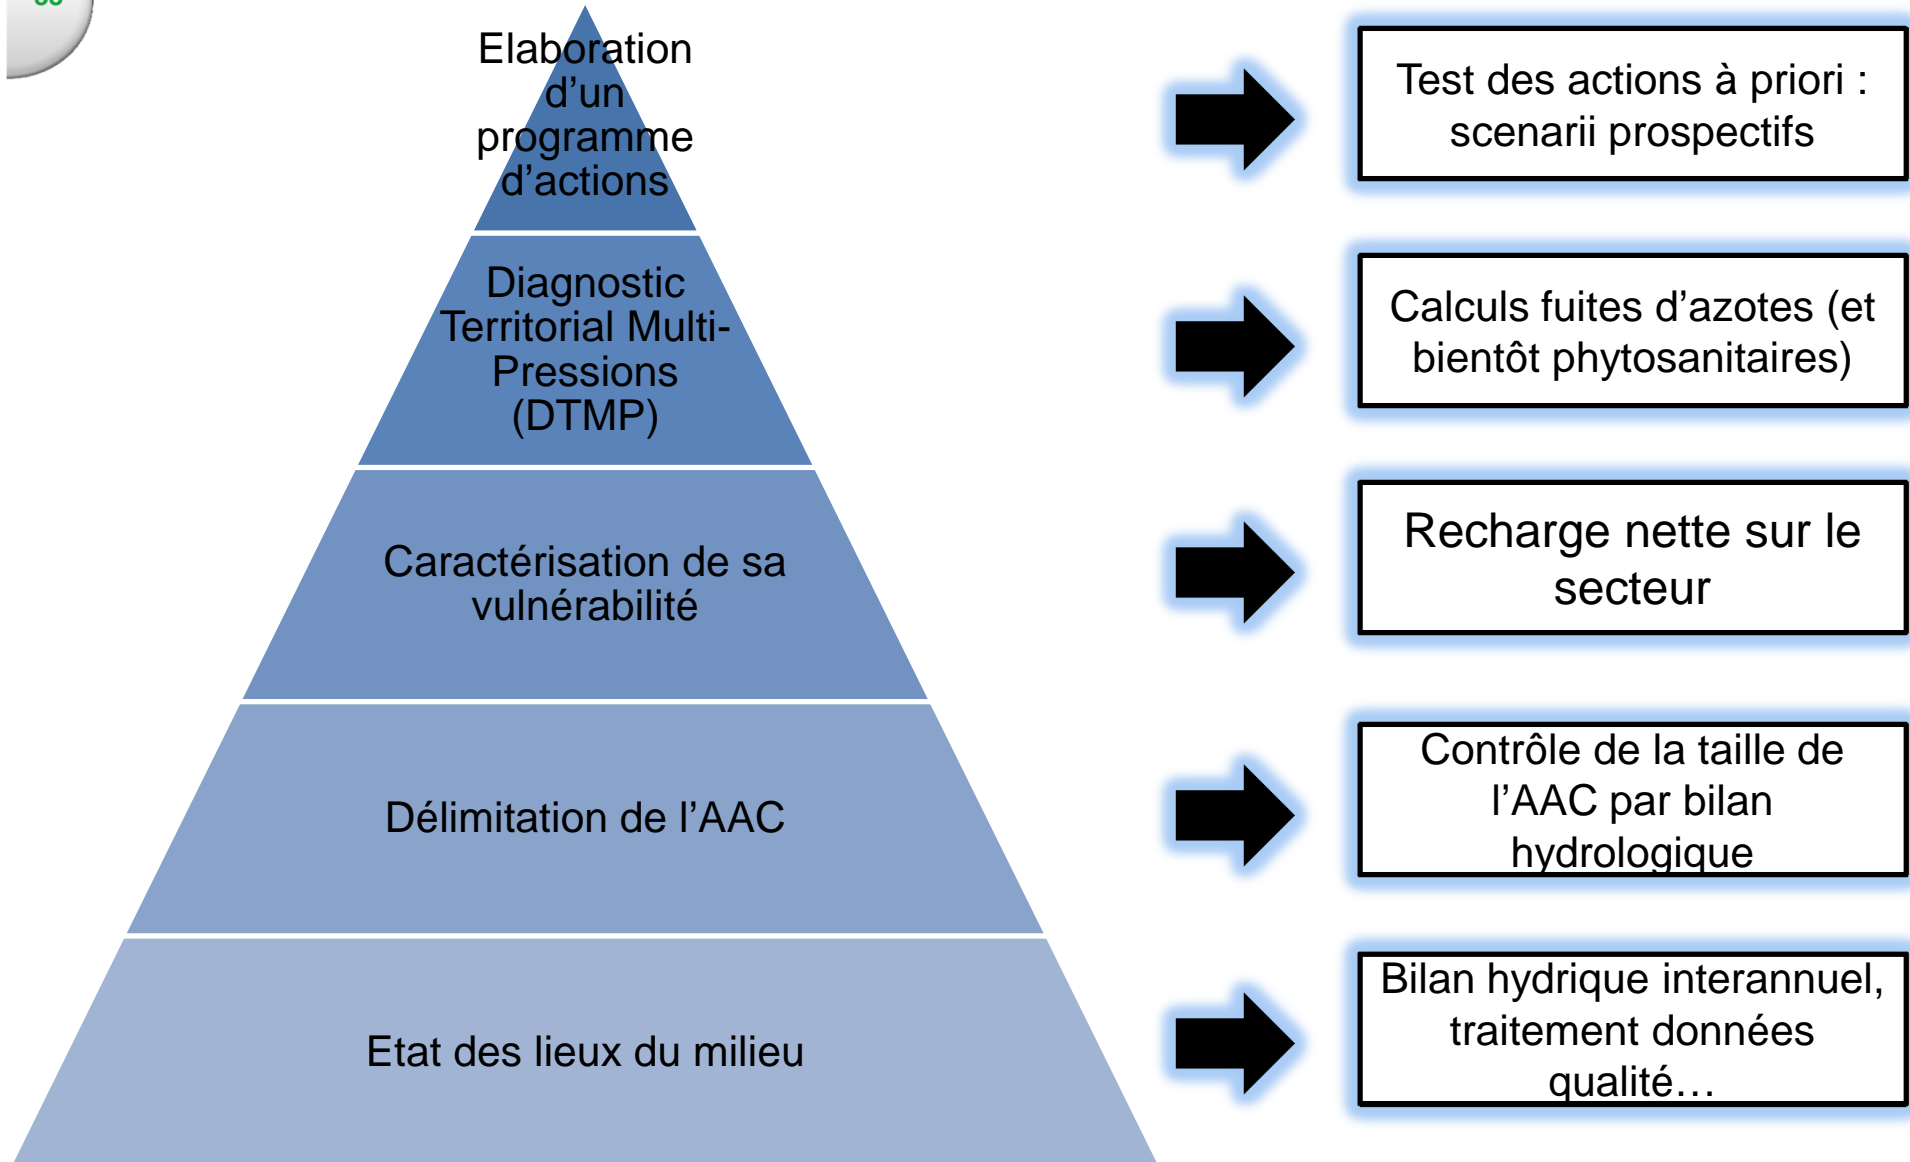 Elaboration
d’un
programme
d’actions
Test des actions à priori :
scenarii prospectifs
Diagnostic
Territorial Multi-
Pressions
(DTMP)
Calculs fuites d’azotes (et
bientôt phytosanitaires)
Caractérisation de sa
vulnérabilité
Recharge nette sur le
secteur
Délimitation de l’AAC
Contrôle de la taille de
l’AAC par bilan
hydrologique
Etat des lieux du milieu
Bilan hydrique interannuel,
traitement données
qualité…